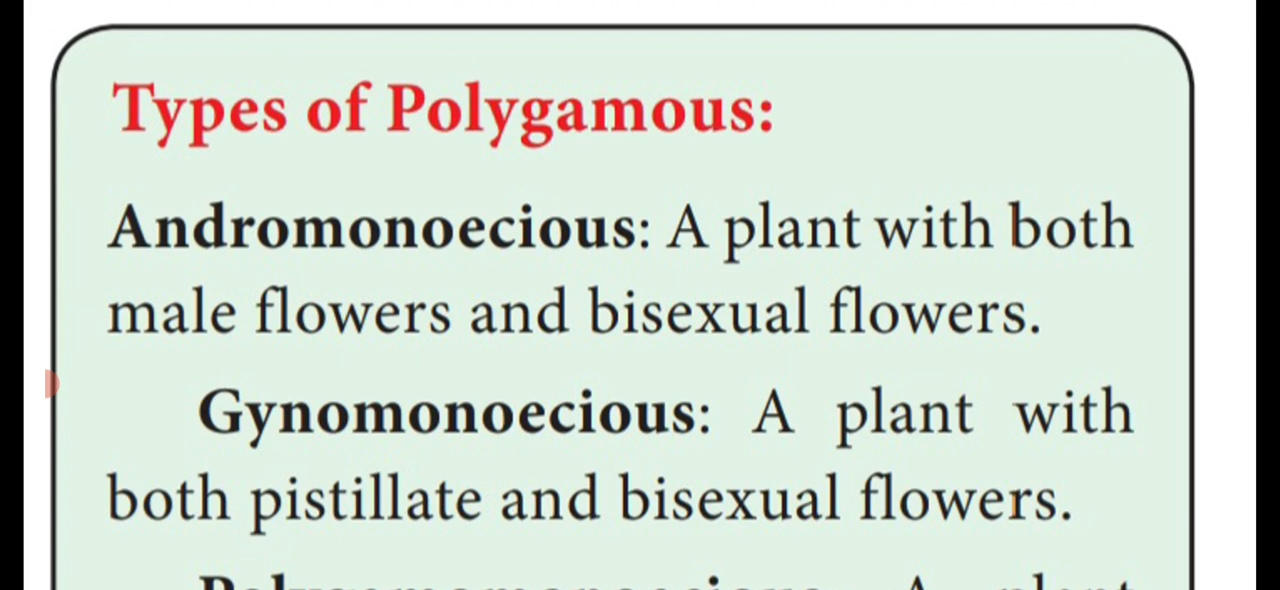 Types of Polygamous:
Andromonoecious: A plant with both
male flowers and bisexual flowers.
Gynomonoecious: A plant with
both pistillate and bisexual flowers.
A plant